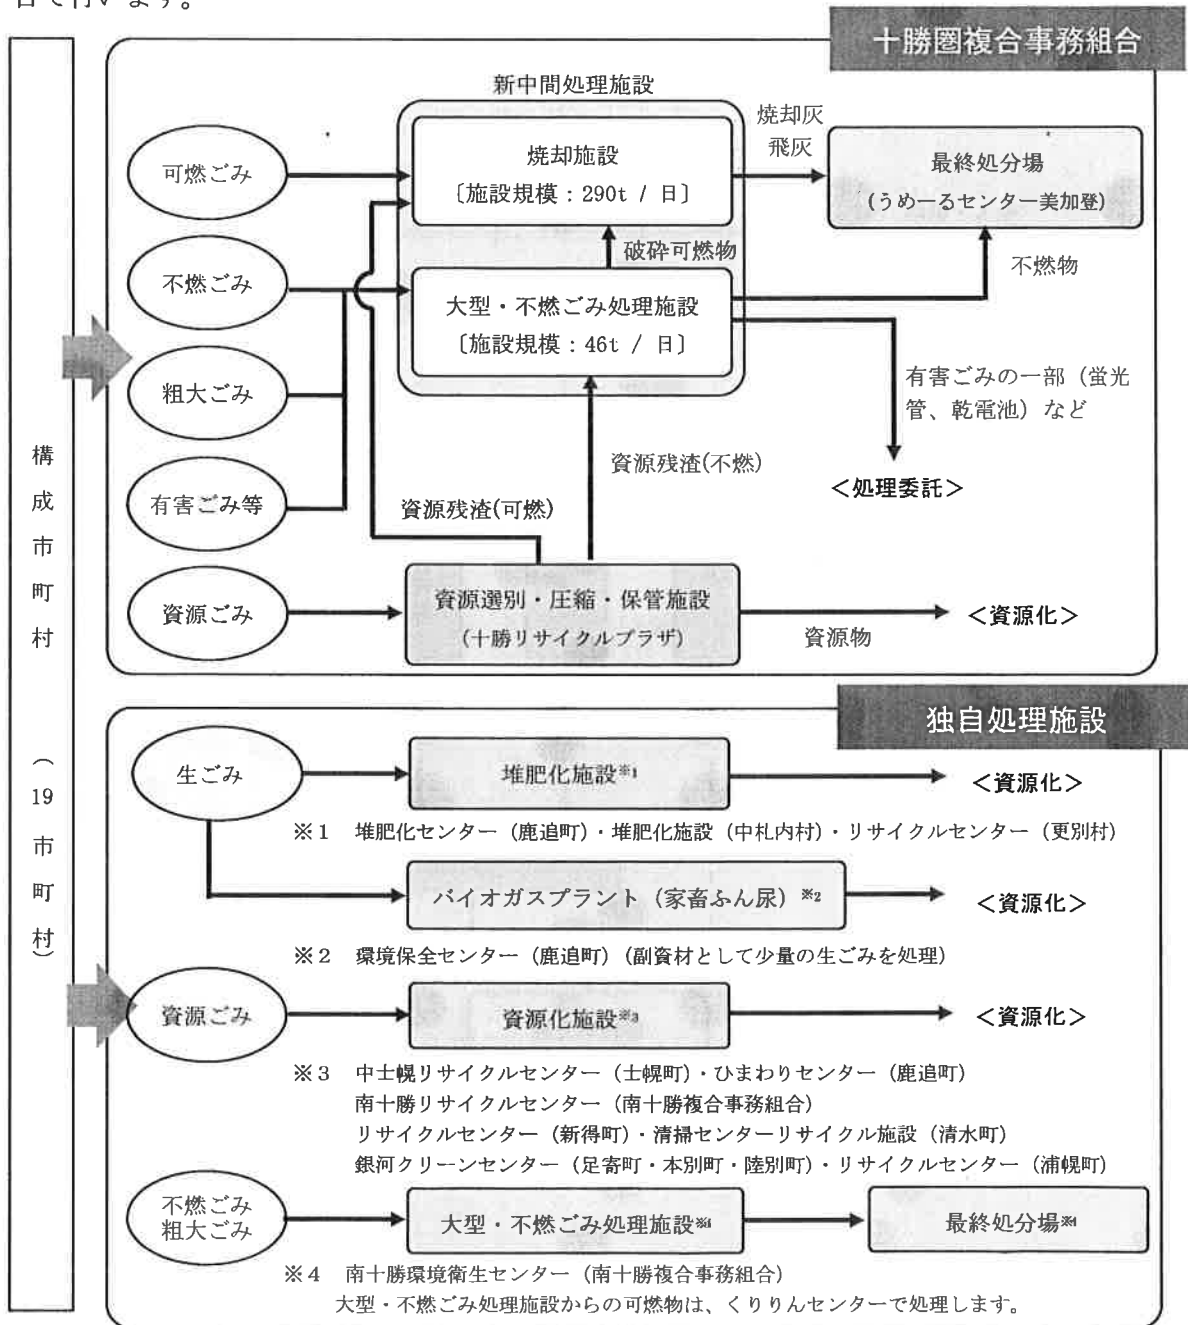 合で行います。
十勝圏複合事務組合
新中間処理施設
可燃ごみ
焼却施設
〔施設規模：290t / 日〕
焼却灰
飛灰
最終処分場
(うめーるセンター美加登)
破砕可燃物
不燃物
不燃ごみ
大型・不燃ごみ処理施設
〔施設規模：46t / 日〕
粗大ごみ
有害ごみの一部（蛍光
管、乾電池）など
＜処理委託＞
有害ごみ等
資源残渣(可燃)
資源残渣(不燃)
資源ごみ
資源選別・圧縮・保管施設
(十勝リサイクルプラザ)
資源物
＜資源化＞
構成市町村（19市町村）
独自処理施設
生ごみ
堆肥化施設※1
＜資源化＞
※１　堆肥化センター（鹿追町）・堆肥化施設（中札内村）・リサイクルセンター（更別村）
バイオガスプラント（家畜ふん尿）※2
＜資源化＞
※２　環境保全センター（鹿追町）（副資材として少量の生ごみを処理）
資源ごみ
資源化施設※3
＜資源化＞
※３　中士幌リサイクルセンター（士幌町）・ひまわりセンター（鹿追町）
南十勝リサイクルセンター（南十勝複合事務組合）
リサイクルセンター（新得町）・清掃センターリサイクル施設（清水町）
銀河クリーンセンター（足寄町・本別町・陸別町）・リサイクルセンター（浦幌町）
不燃ごみ
粗大ごみ
大型・不燃ごみ処理施設※4
最終処分場※4
※４　南十勝環境衛生センター（南十勝複合事務組合）
大型・不燃ごみ処理施設からの可燃物は、くりりんセンターで処理します。